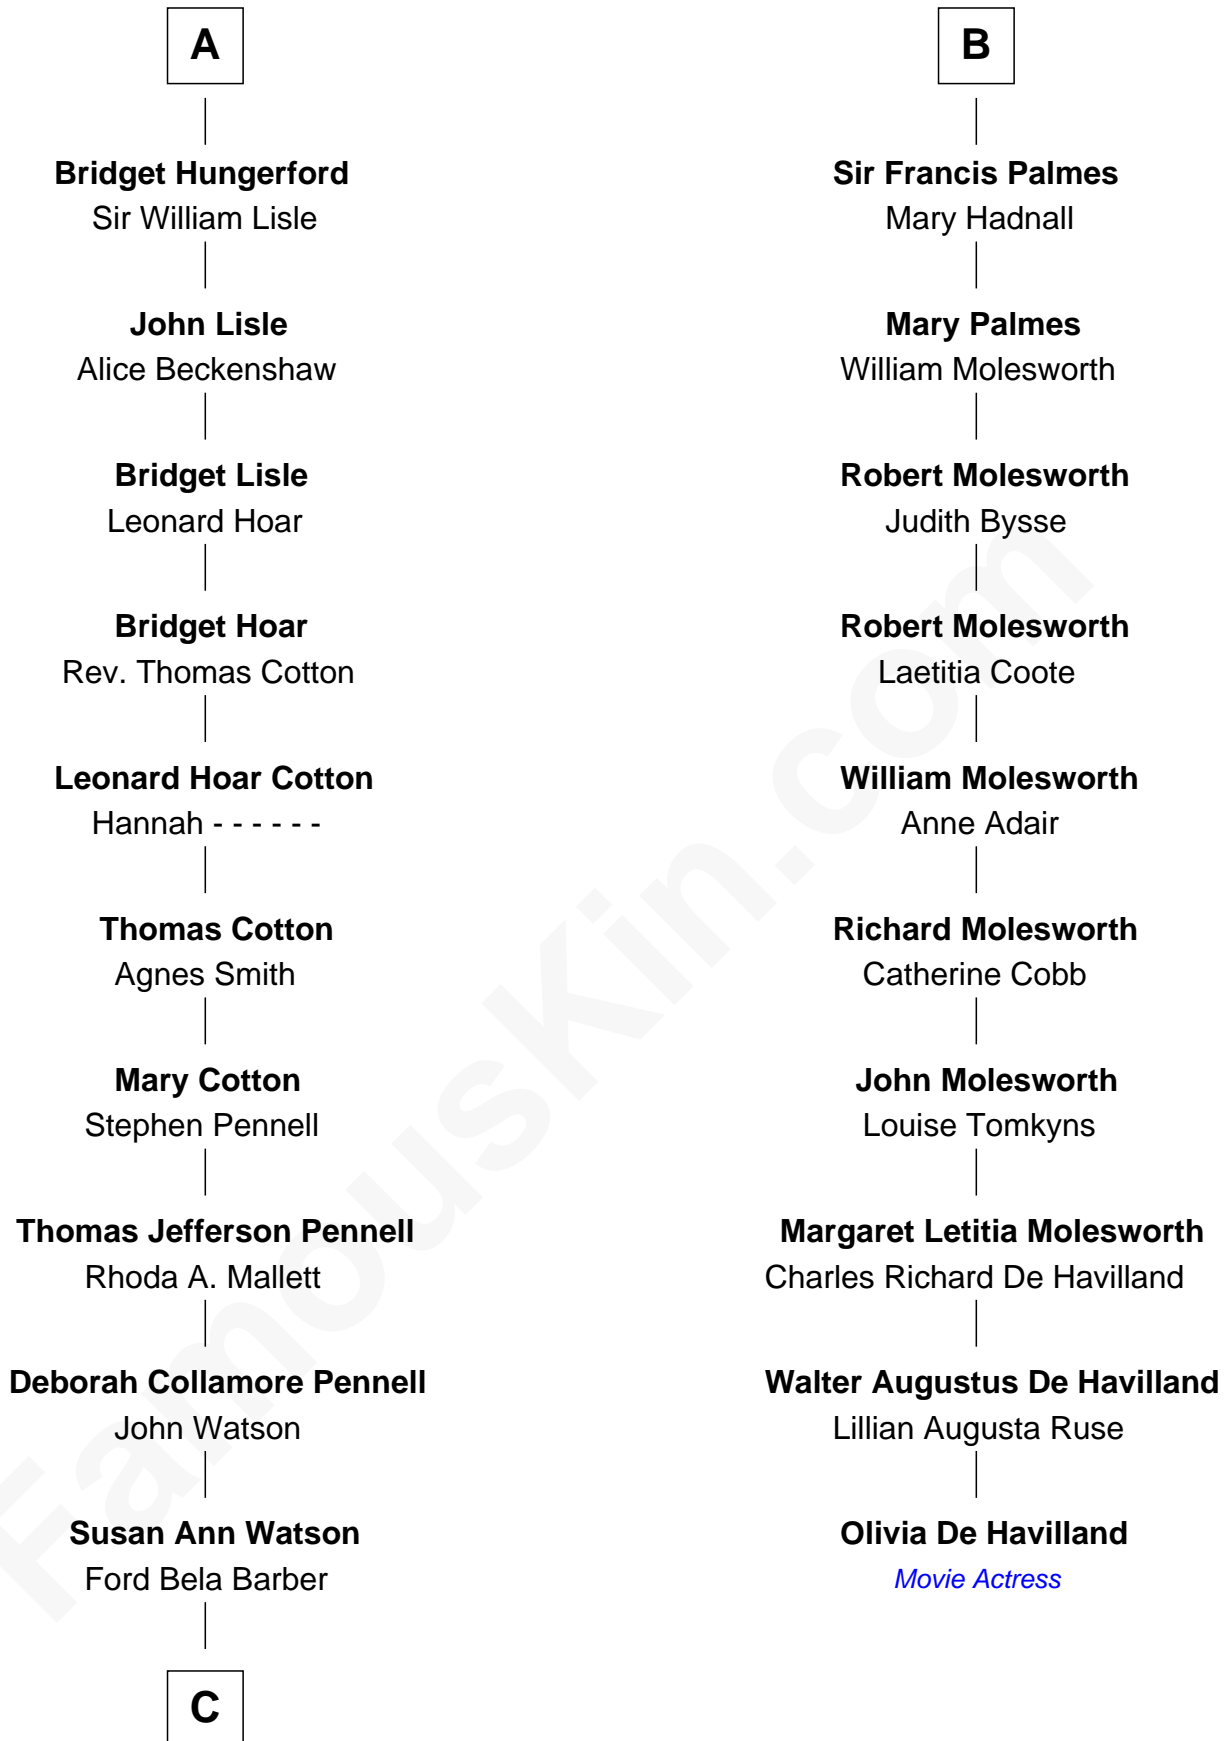 A
Bridget Hungerford
Sir William Lisle
John Lisle
Alice Beckenshaw
Bridget Lisle
Leonard Hoar
Bridget Hoar
Rev. Thomas Cotton
Leonard Hoar Cotton
Hannah - - - - - -
Thomas Cotton
Agnes Smith
Mary Cotton
Stephen Pennell
Thomas Jefferson Pennell
Rhoda A. Mallett
Deborah Collamore Pennell
John Watson
Susan Ann Watson
Ford Bela Barber
C
B
Sir Francis Palmes
Mary Hadnall
Mary Palmes
William Molesworth
Robert Molesworth
Judith Bysse
Robert Molesworth
Laetitia Coote
William Molesworth
Anne Adair
Richard Molesworth
Catherine Cobb
John Molesworth
Louise Tomkyns
Margaret Letitia Molesworth
Charles Richard De Havilland
Walter Augustus De Havilland
Lillian Augusta Ruse
Olivia De Havilland
Movie Actress
FamousKin.com